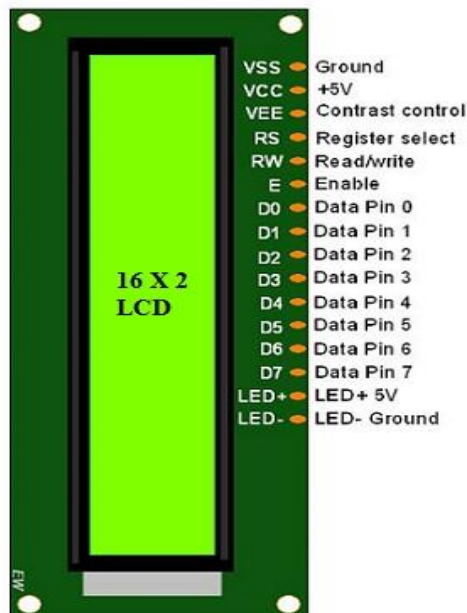 VSS Ground
VCC +5V
VEE Contrast control
RS Register select
RW Read/write
E Enable
D0 Data Pin 0
D1 Data Pin 1
D2 Data Pin 2
D3 Data Pin 3
D4 Data Pin 4
D5 Data Pin 5
D6 Data Pin 6
D7 Data Pin 7
LED+ LED+ 5V
LED- LED- Ground
16 X 2
LCD
EW